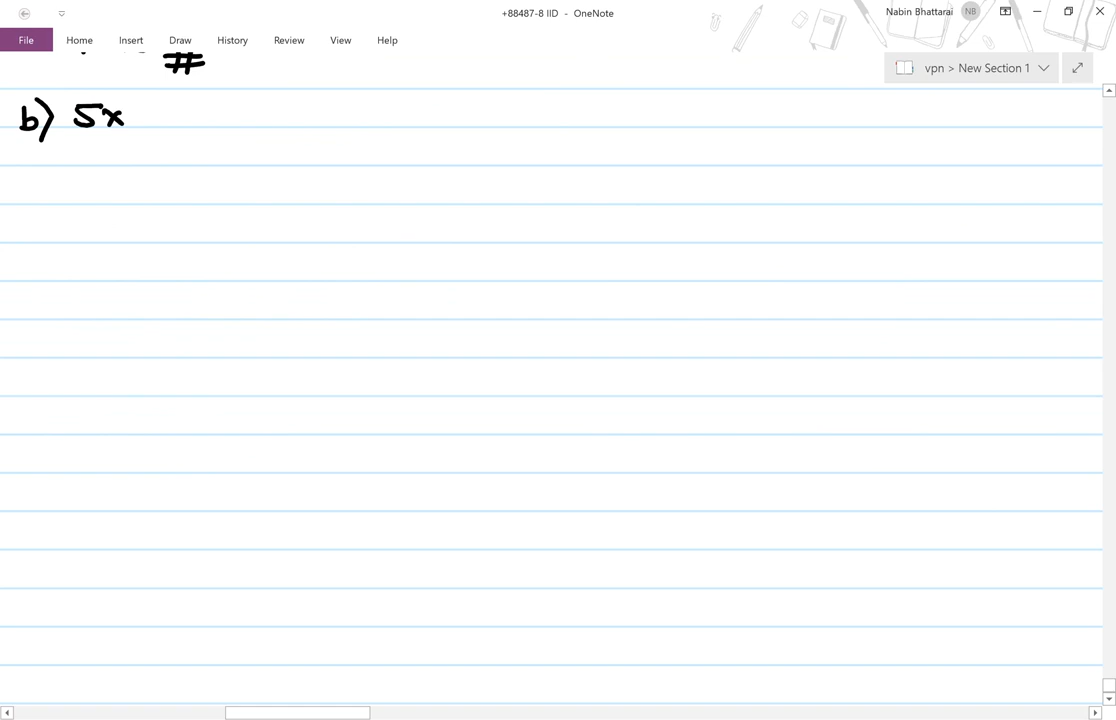 +88487-8 IID - OneNote
Nabin Bhattarai NB
File Home Insert Draw History Review View Help
#
vpn > New Section 1
b) 5x